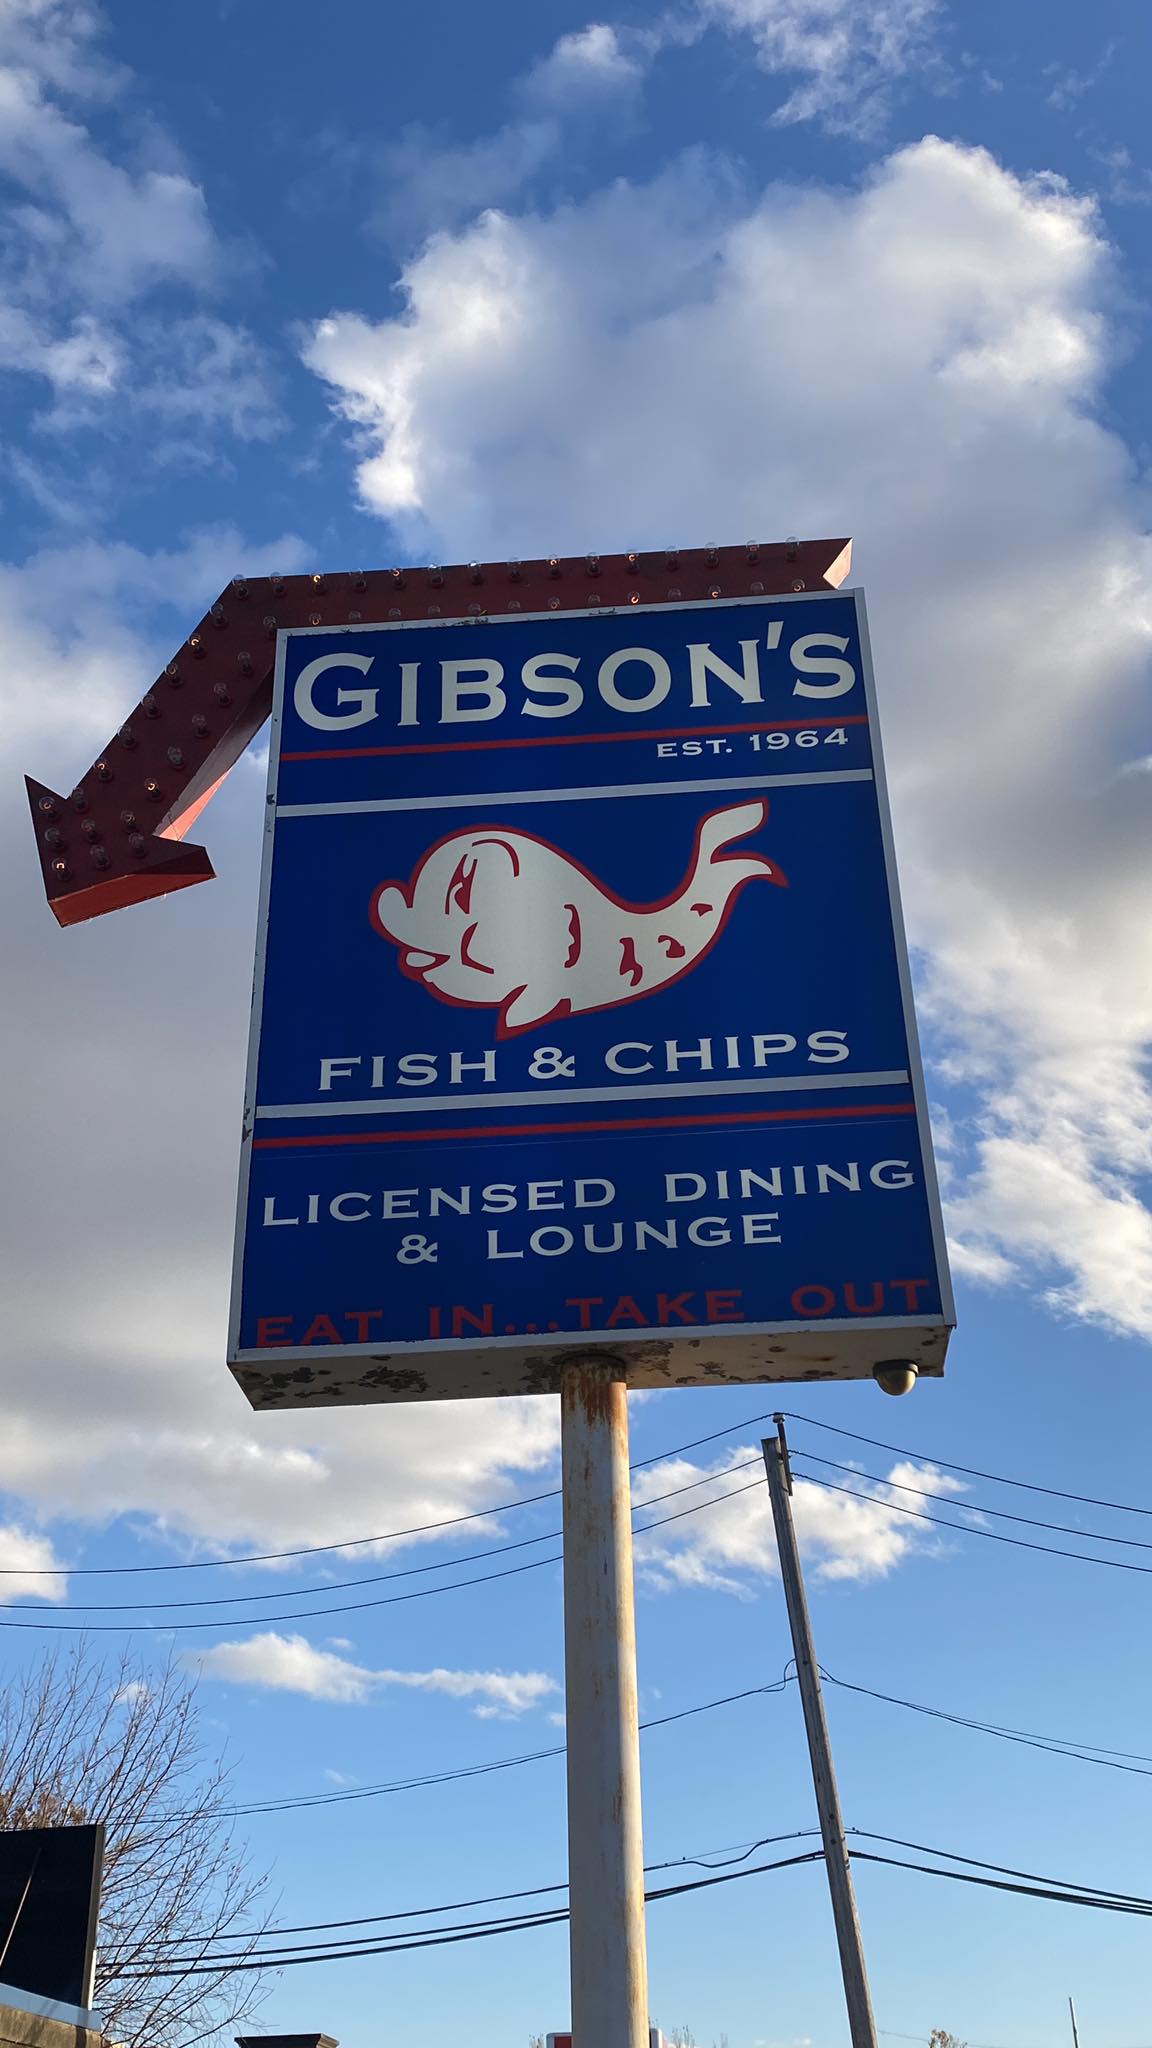 GIBSON'S
EST. 1964
FISH & CHIPS
LICENSED DINING
& LOUNGE
EAT IN...TAKE OUT